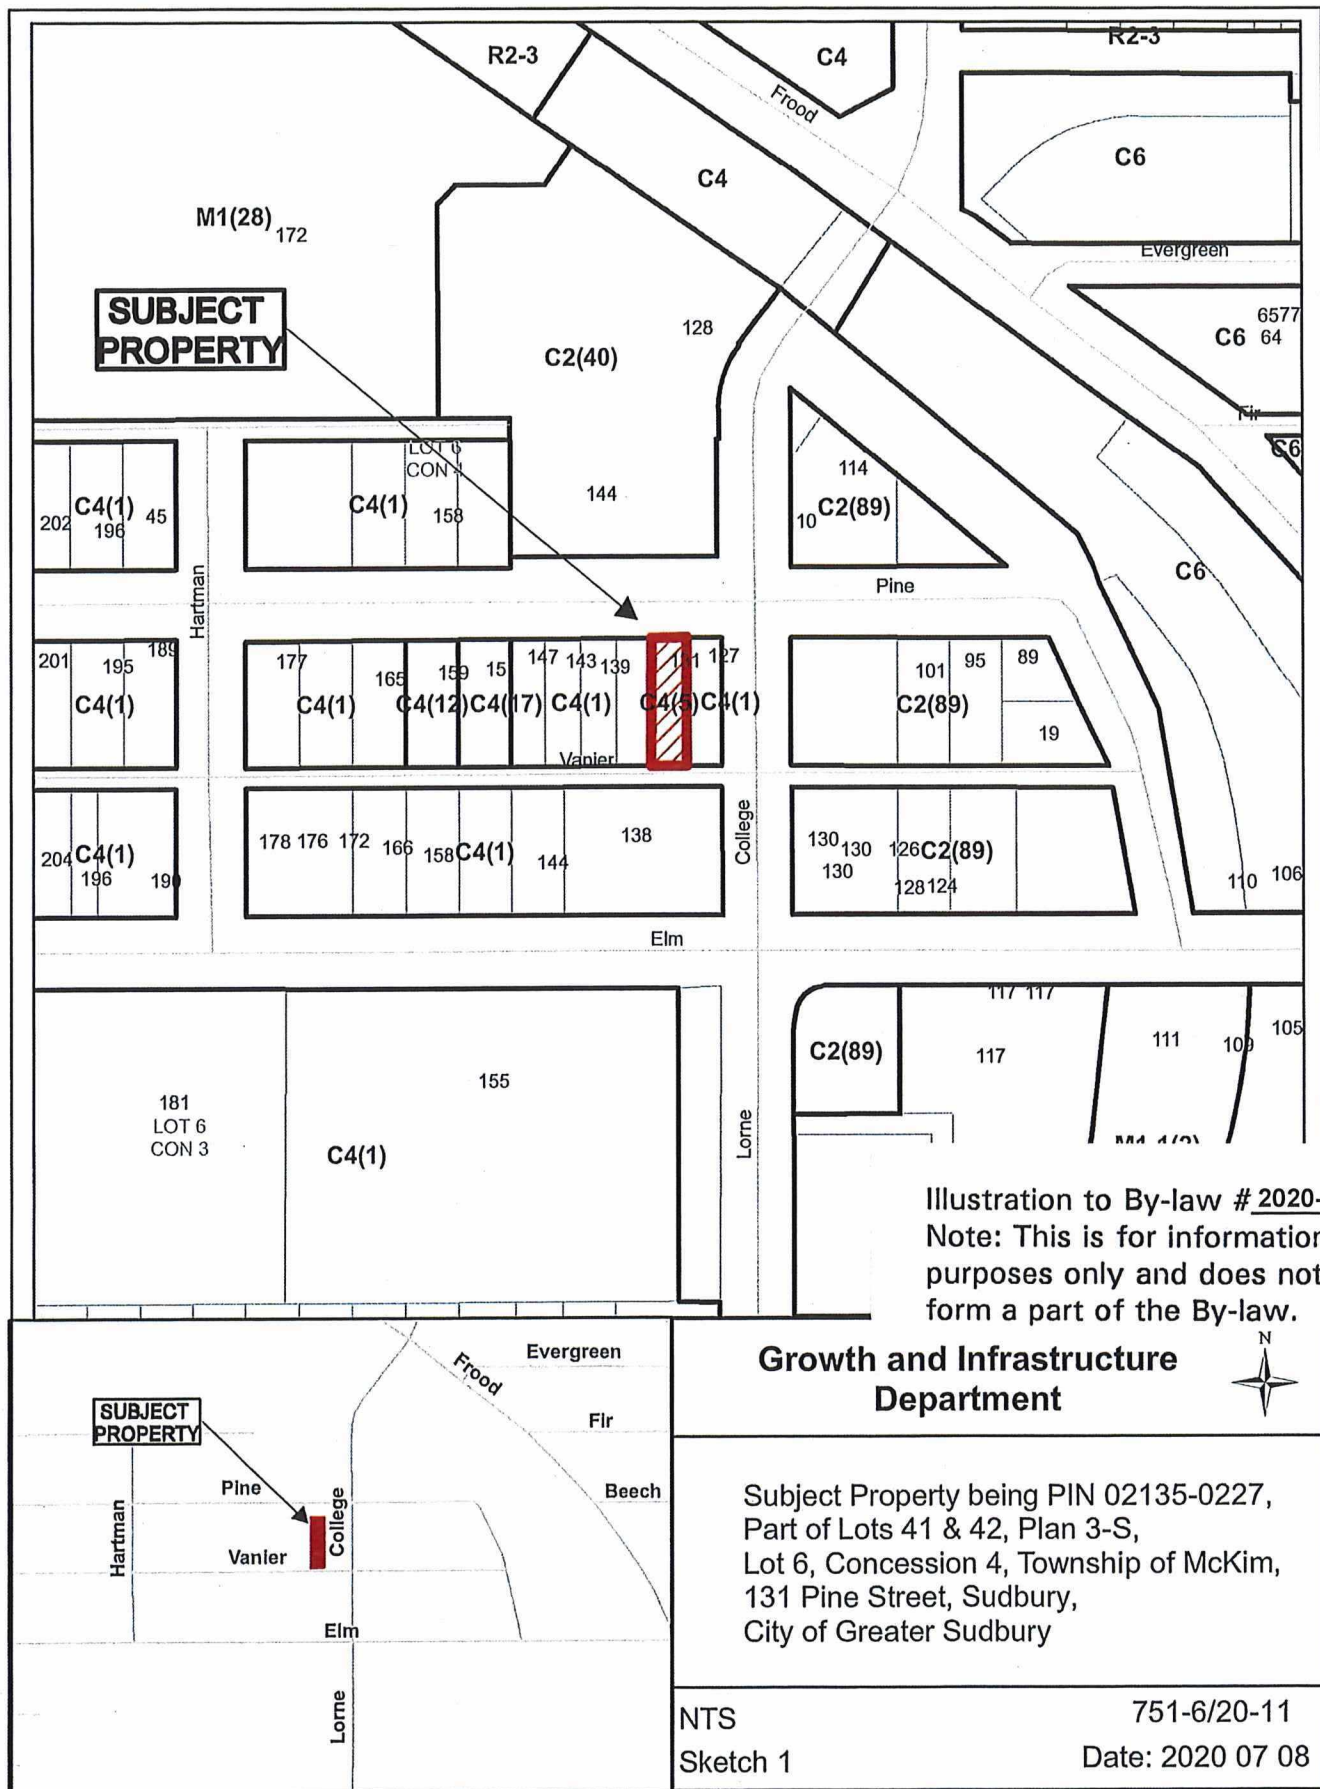 R2-3
C4
R2-3
Frood
C6
C4
M1(28)
172
Evergreen
SUBJECT
PROPERTY
128
C2(40)
6577
C6 64
Fir
C6
LOT 6
CON 4
114
C4(1)
C4(1)
144
C2(89)
202
196
45
158
10
Hartman
Pine
C6
201
195
189
177
165
159
15
147
143
139
131
127
101
95
89
C4(1)
C4(1)
C4(12)
C4(17)
C4(1)
C4(5)
C4(1)
C2(89)
19
Vanier
178 176 172 166 158
C4(1)
144
138
College
130
130
130
126
C2(89)
128
124
204
C4(1)
196
190
110
106
Elm
117 117
C2(89)
117
111
109
105
155
181
LOT 6
CON 3
C4(1)
Lorne
Illustration to By-law # 2020-
Note: This is for information
purposes only and does not
form a part of the By-law.
Growth and Infrastructure
Department
N
Subject Property being PIN 02135-0227,
Part of Lots 41 & 42, Plan 3-S,
Lot 6, Concession 4, Township of McKim,
131 Pine Street, Sudbury,
City of Greater Sudbury
NTS
751-6/20-11
Sketch 1
Date: 2020 07 08
Evergreen
Frood
SUBJECT
PROPERTY
Fir
Pine
Beech
Hartman
College
Vanier
Elm
Lorne